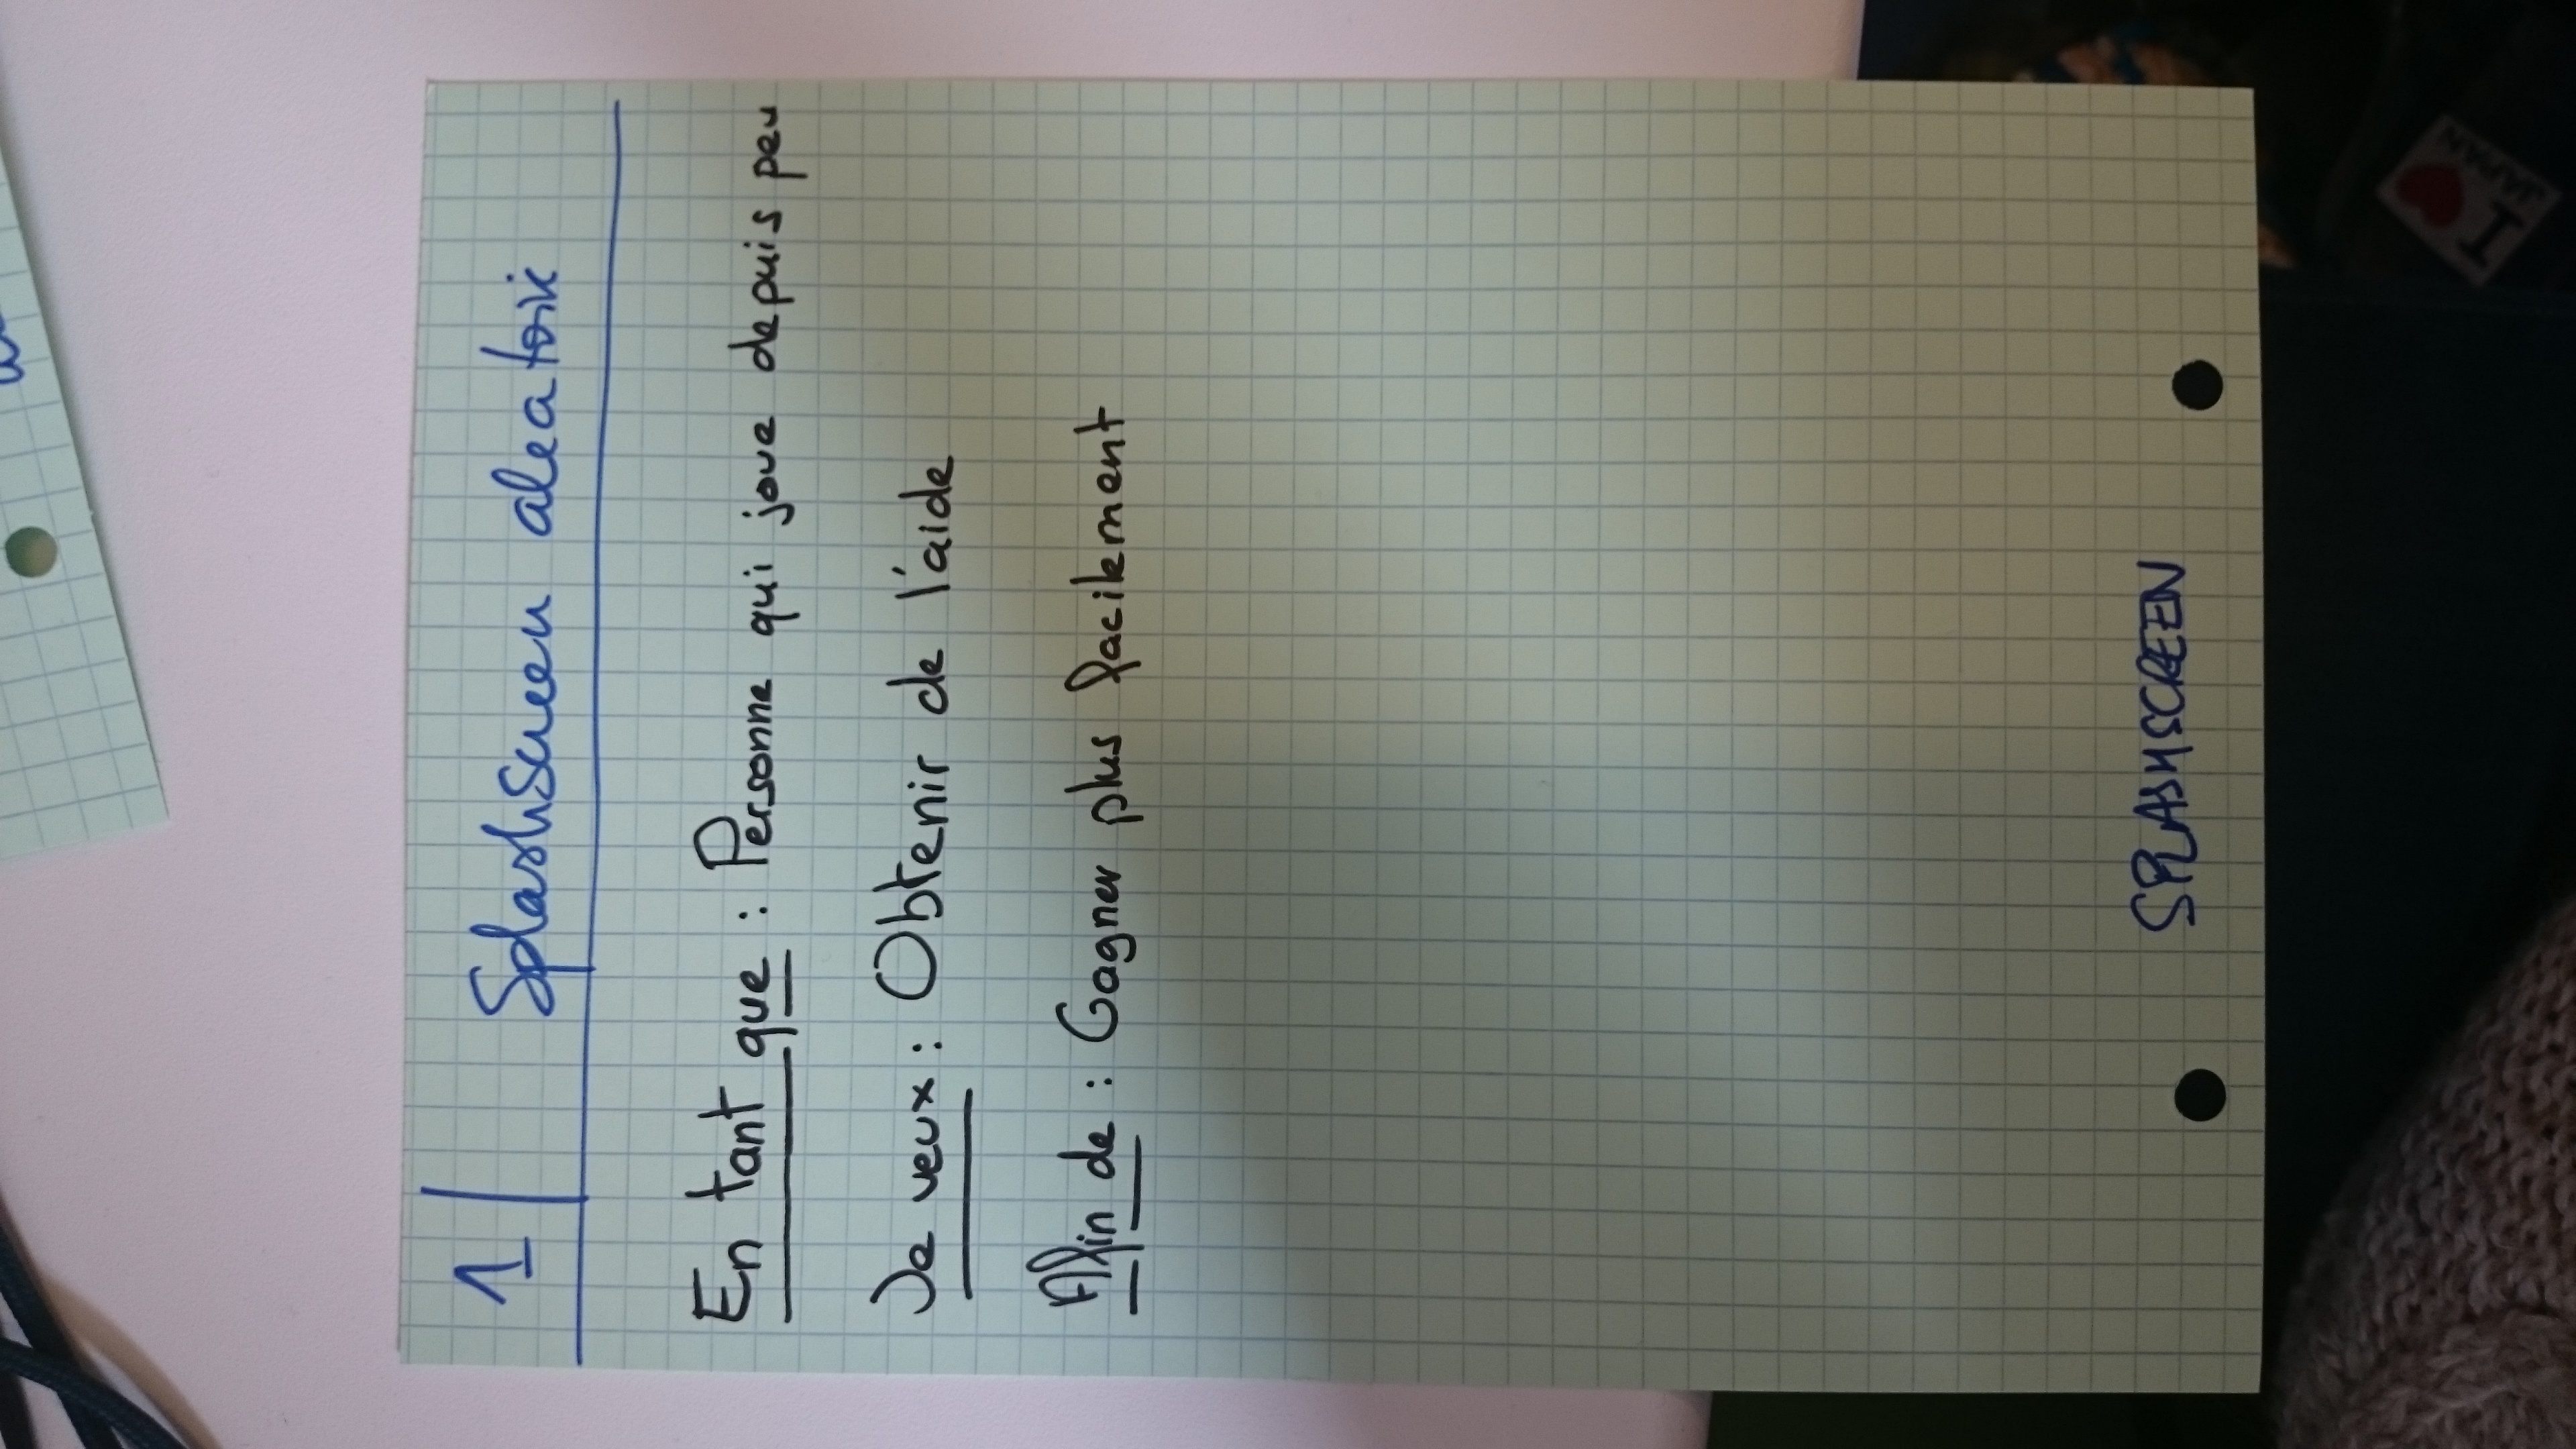 1 Splashscreen aleatoire
En tant que : Personne qui joue depuis peu
Je veux : Obtenir de l'aide
Afin de : Gagner plus facilement
SPLASHSCREEN
I ♥ JAPAN